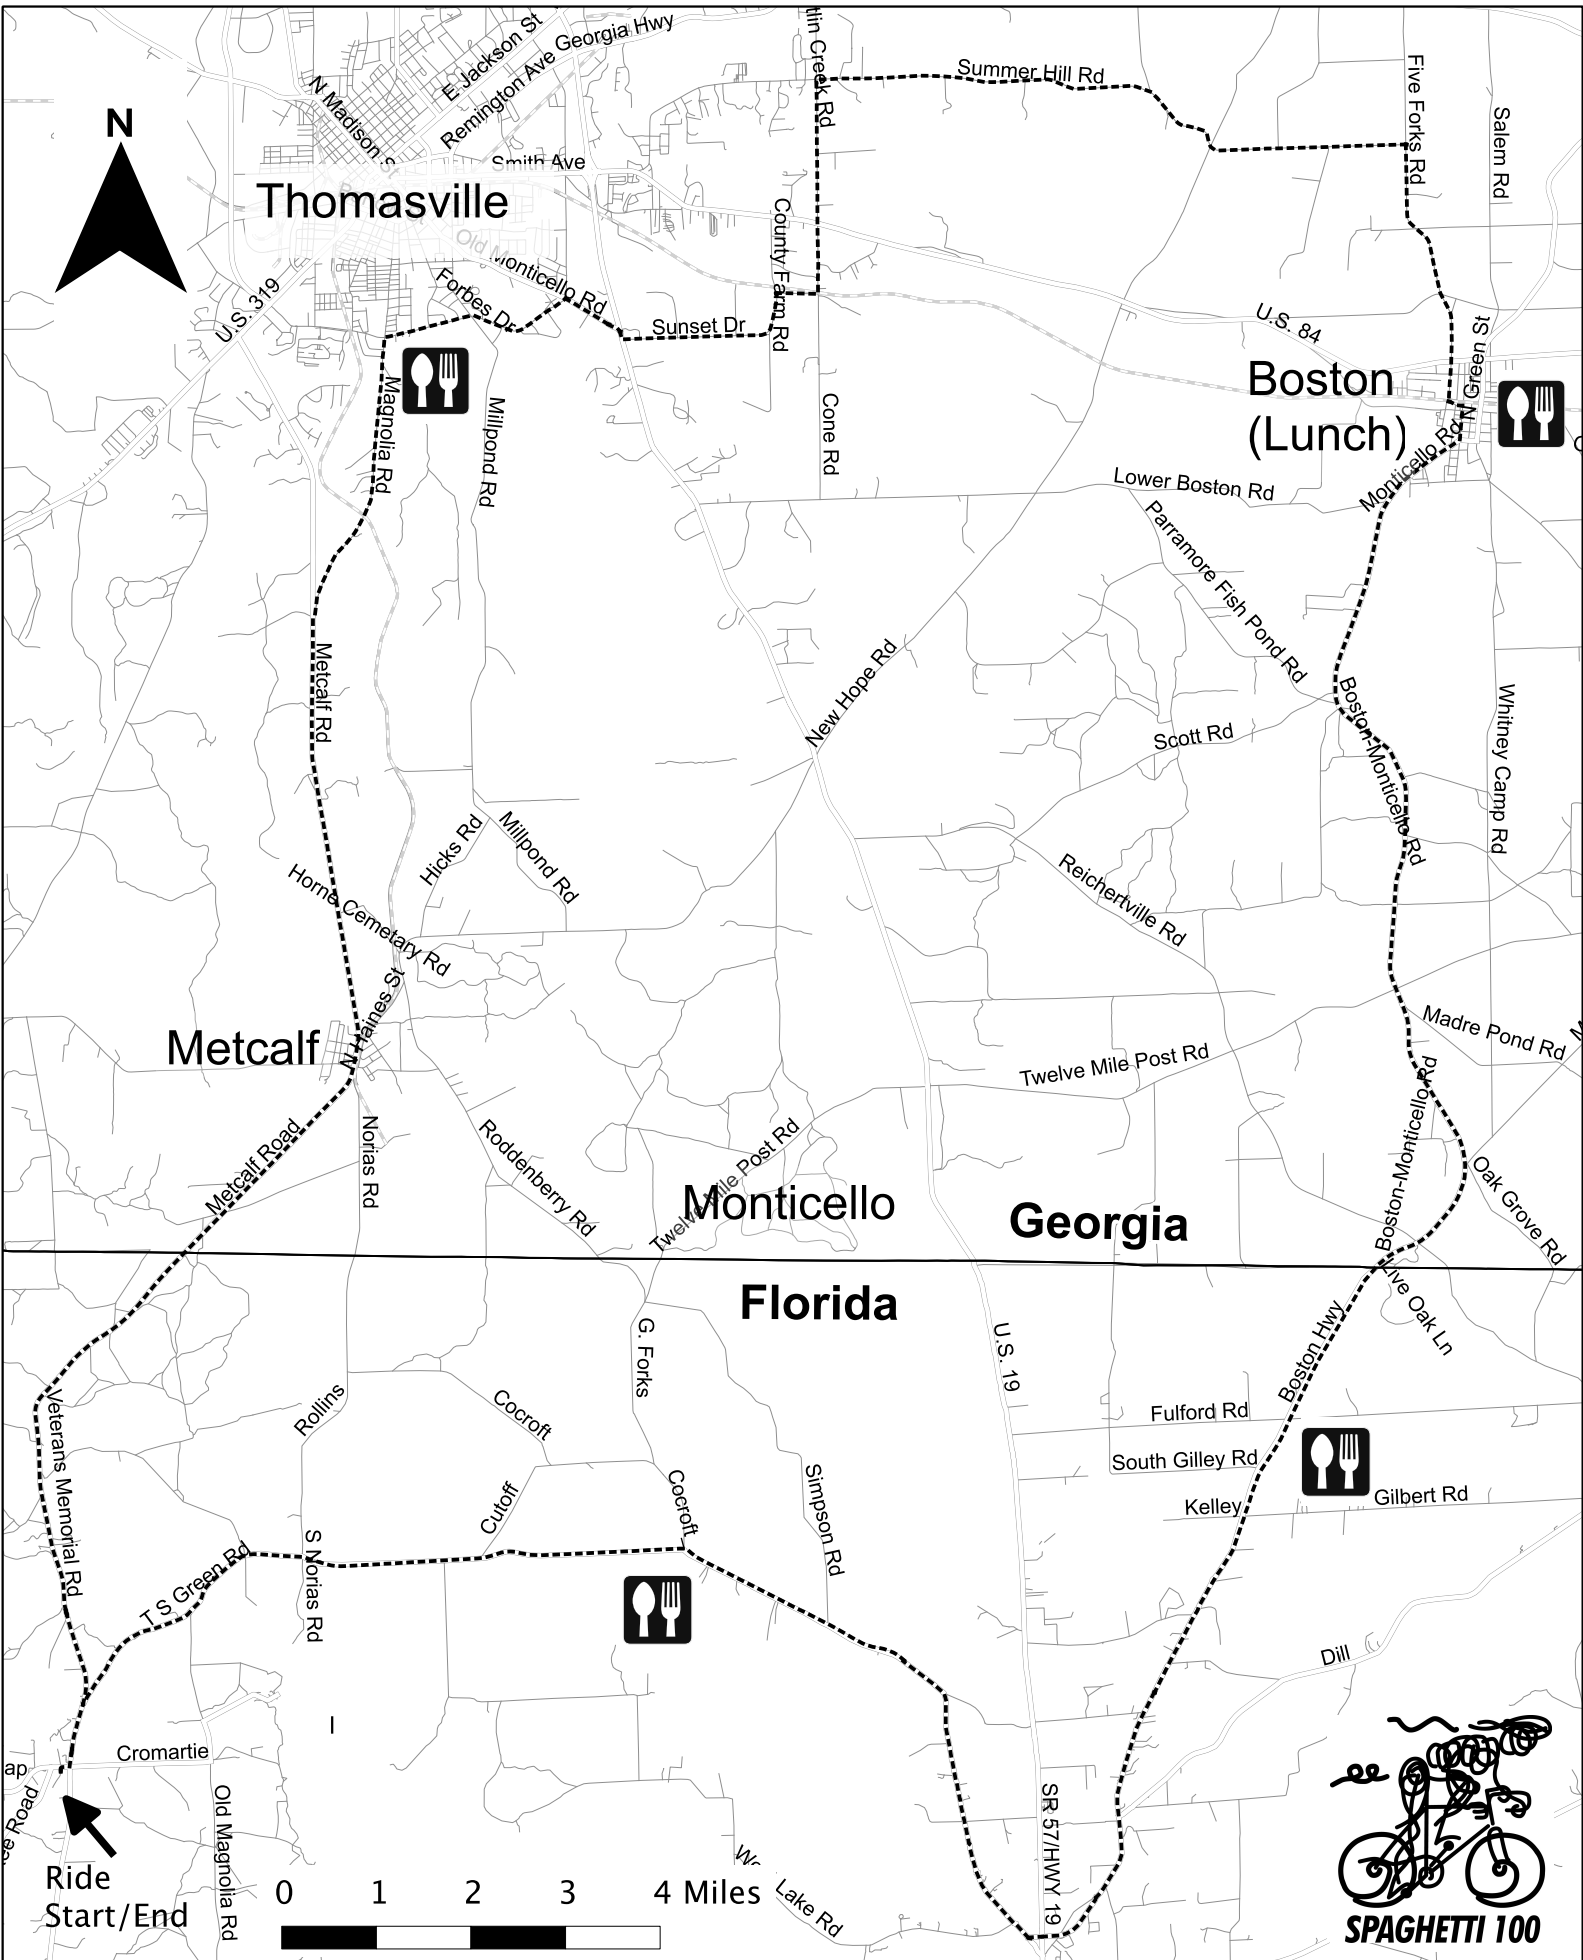 E Jackson St
Georgia Hwy
tlin Creek Rd
Summer Hill Rd
Five Forks Rd
Salem Rd
N Madison St
Remington Ave
Smith Ave
N
Thomasville
Old Monticello Rd
County Farm Rd
Forbes Dr
U.S. 319
Sunset Dr
U.S. 84
N Green St
Boston
(Lunch)
Magnolia Rd
Millpond Rd
Cone Rd
Monticello Rd
Lower Boston Rd
Parramore Fish Pond Rd
Metcalf Rd
New Hope Rd
Scott Rd
Boston-Monticello Rd
Whitney Camp Rd
Hicks Rd
Millpond Rd
Reichertville Rd
Horne Cemetary Rd
N Haines St
Metcalf
Madre Pond Rd
Twelve Mile Post Rd
Boston-Monticello Rd
Norias Rd
Metcalf Road
Roddenberry Rd
Twelve Mile Post Rd
Monticello
Georgia
Oak Grove Rd
Live Oak Ln
Florida
G. Forks
U.S. 19
Boston Hwy
Veterans Memorial Rd
Rollins
Cocroft
Fulford Rd
South Gilley Rd
Simpson Rd
Cocroft
Cutoff
Kelley
Gilbert Rd
S Norias Rd
T S Green Rd
Dill
I
Cromartie
ap
ee Road
Old Magnolia Rd
SR 57/HWY 19
Lake Rd
Ride
Start/End
0 1 2 3 4 Miles
SPAGHETTI 100